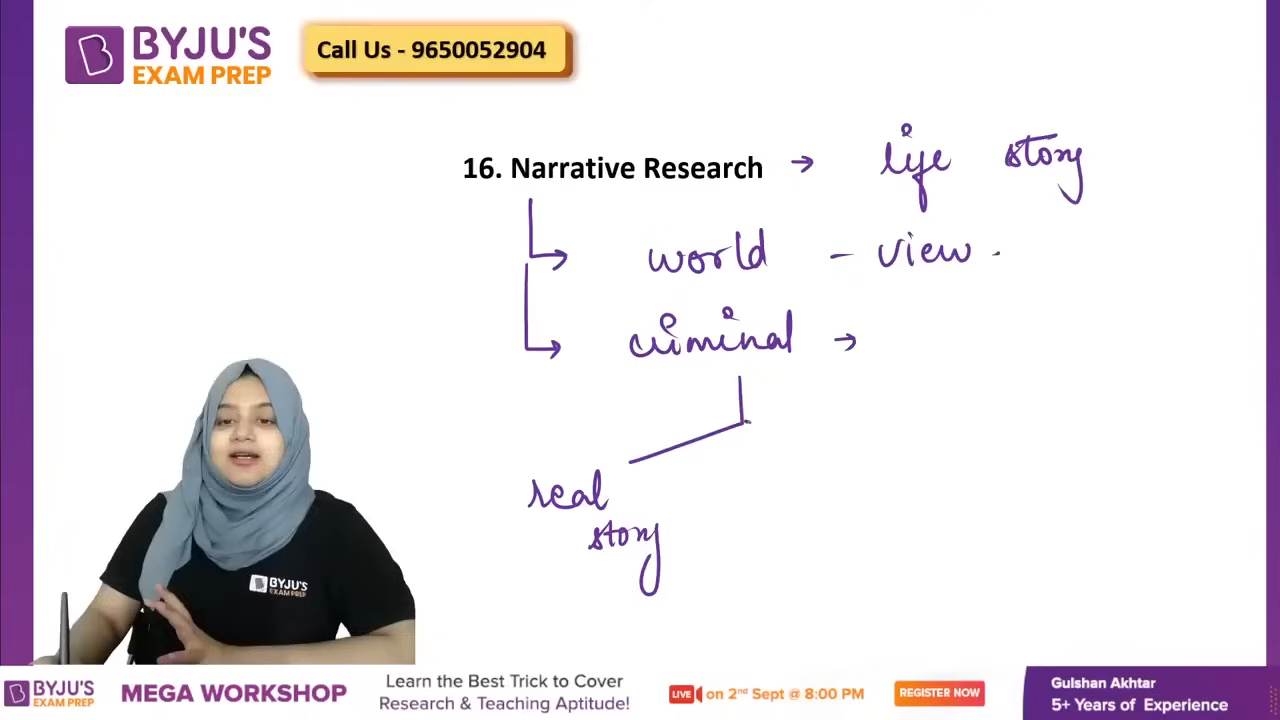 BYJU'S
EXAM PREP
Call Us - 9650052904
16. Narrative Research → life story
→ world - view
→ criminal →
real
story
BYJU'S
EXAM PREP
BYJU'S
EXAM PREP
MEGA WORKSHOP
Learn the Best Trick to Cover
Research & Teaching Aptitude!
LIVE on 2nd Sept @ 8:00 PM
REGISTER NOW
Gulshan Akhtar
5+ Years of Experience